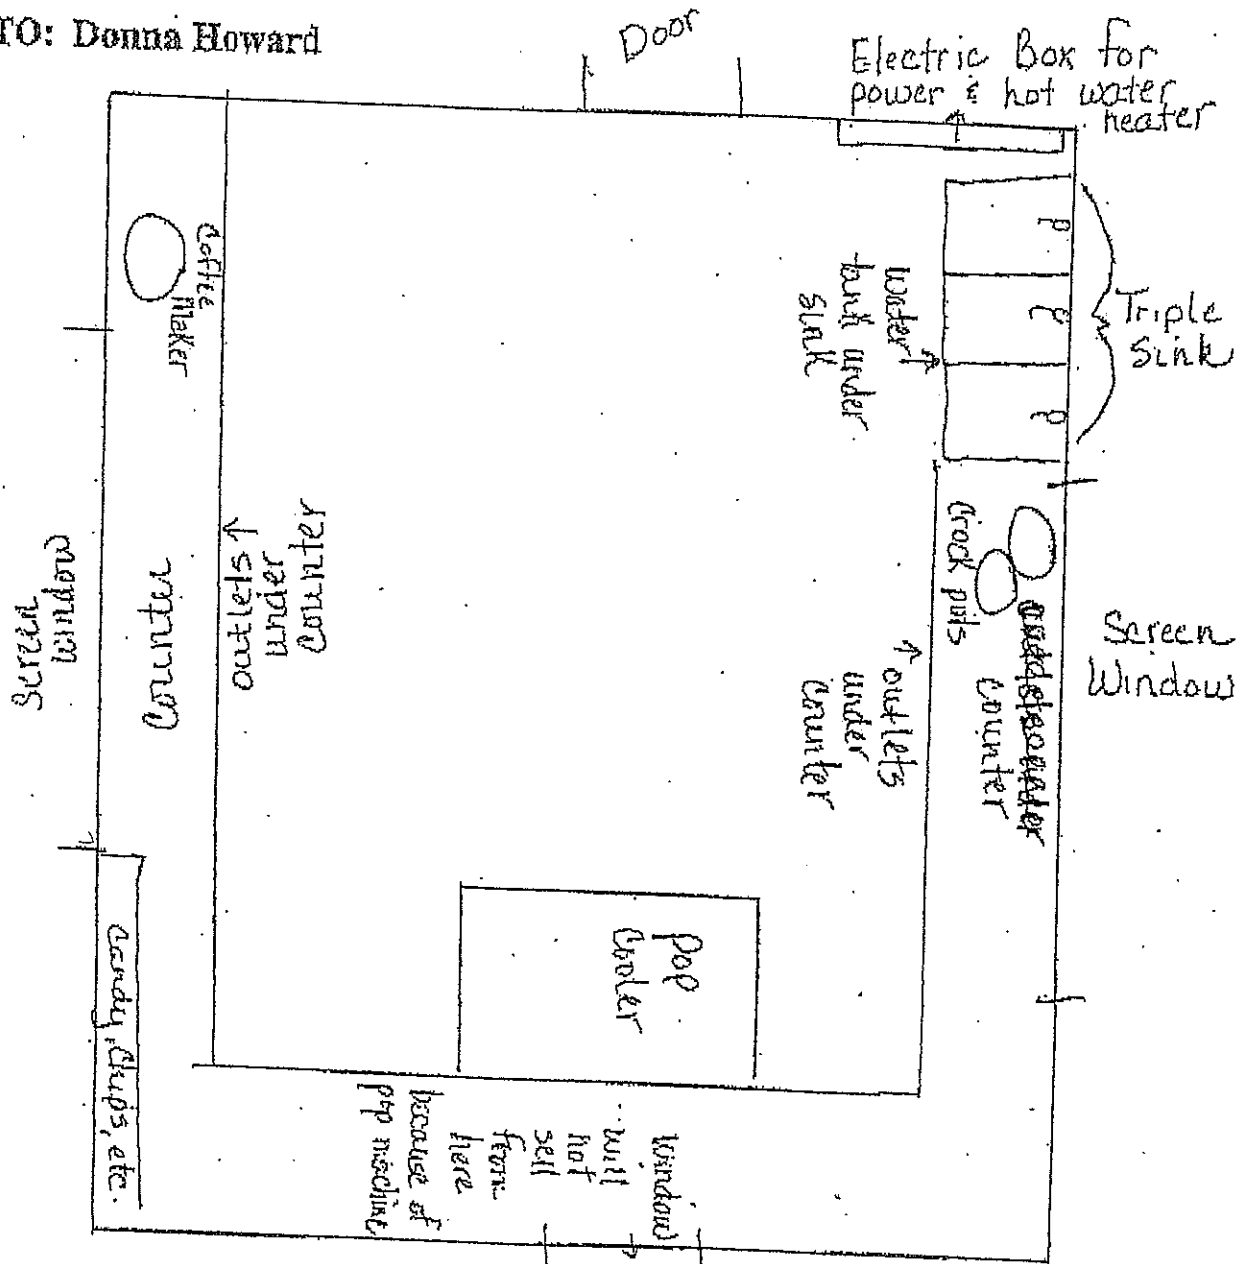 TO: Donna Howard
Door
Electric Box for
power & hot water
heater
Coffee
Maker
Water
tank under
sink
Triple
Sink
Screen
Window
Counter
outlets
under
Counter
Crock pots
counter
outlets
under
Counter
Screen
Window
Pop
Cooler
Candy, Chips, etc.
Window
will
not
sell
from
here
because of
pop machine